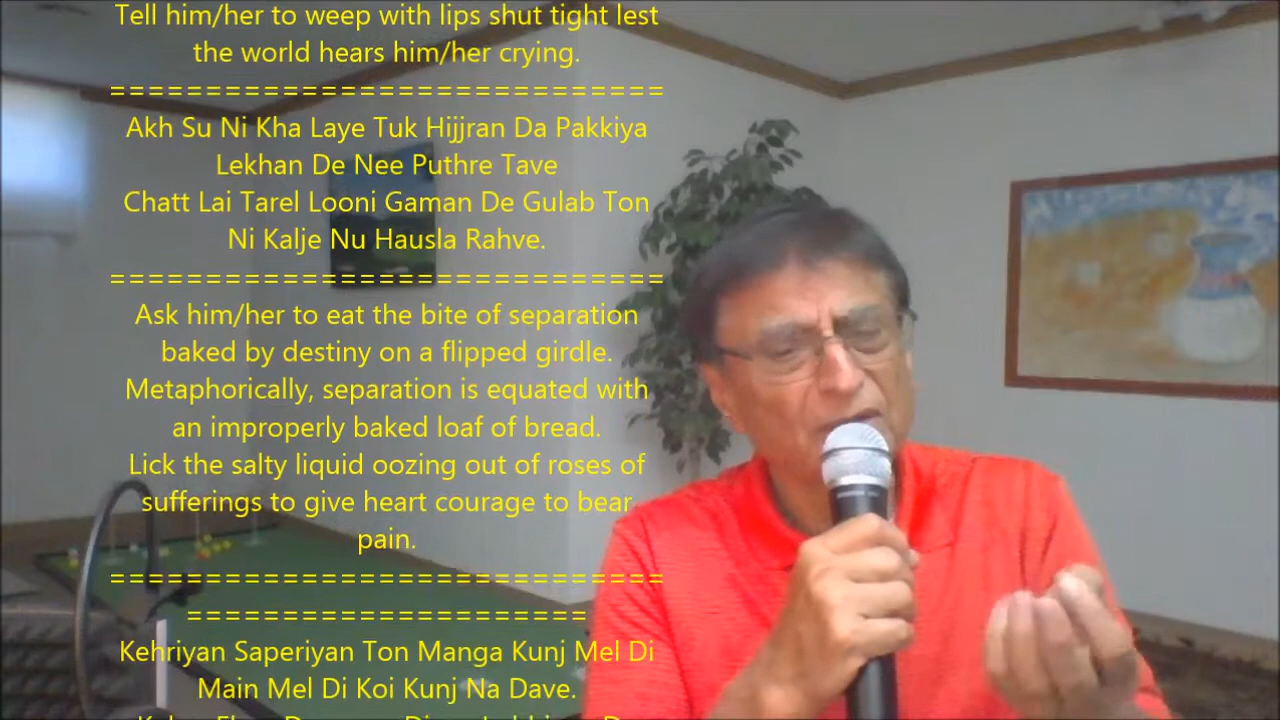 Tell him/her to weep with lips shut tight lest
the world hears him/her crying.
=============================
Akh Su Ni Kha Laye Tuk Hijjran Da Pakkiya
Lekhan De Nee Puthre Tave
Chatt Lai Tarel Looni Gaman De Gulab Ton
Ni Kalje Nu Hausla Rahve.
=============================
Ask him/her to eat the bite of separation
baked by destiny on a flipped girdle.
Metaphorically, separation is equated with
an improperly baked loaf of bread.
Lick the salty liquid oozing out of roses of
sufferings to give heart courage to bear
pain.
=============================
=====================
Kehriyan Saperiyan Ton Manga Kunj Mel Di
Main Mel Di Koi Kunj Na Dave.